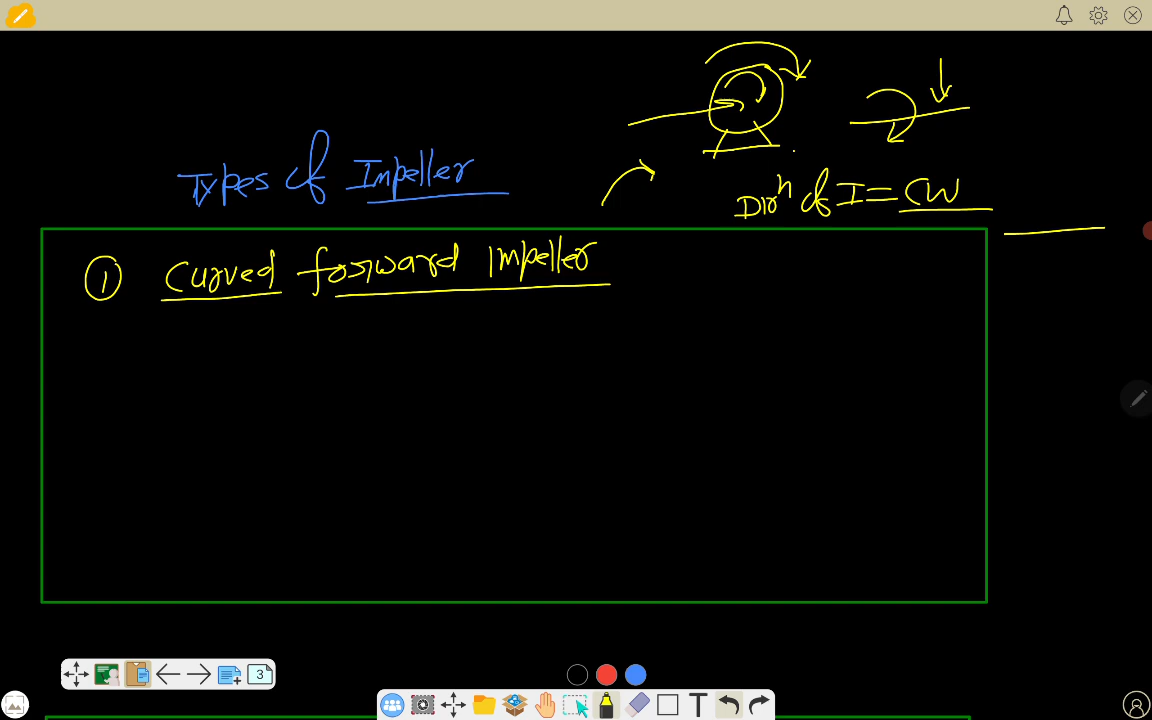 Types of Impeller
Dirⁿ of I = CW
① Curved forward Impeller
3
T